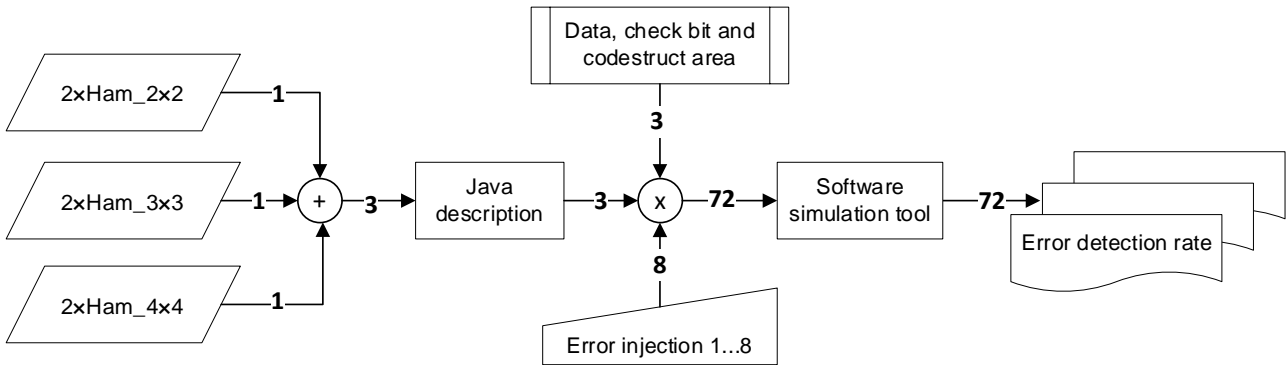 Data, check bit and
codestruct area
2×Ham_2×2
1
3
2×Ham_3×3
1
+
3
Java
description
3
x
72
Software
simulation tool
72
Error detection rate
8
2×Ham_4×4
1
Error injection 1...8